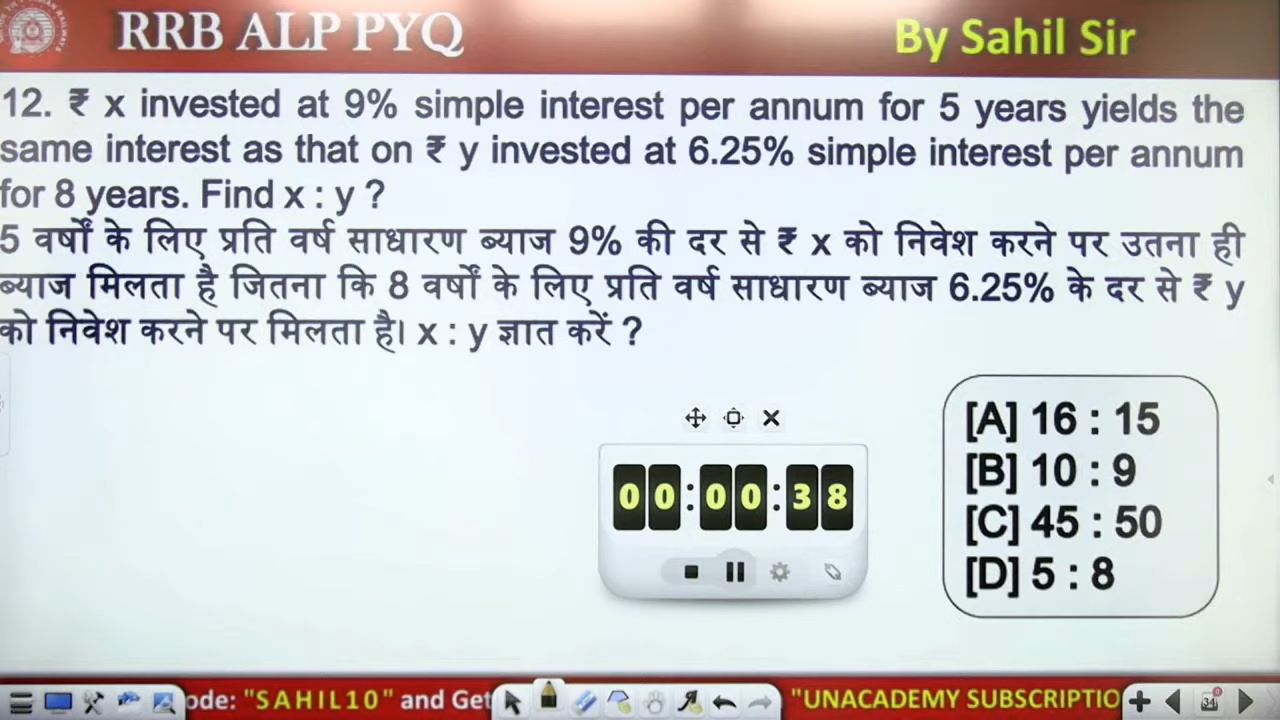 RRB ALP PYQ
By Sahil Sir
12. ₹ x invested at 9% simple interest per annum for 5 years yields the
same interest as that on ₹ y invested at 6.25% simple interest per annum
for 8 years. Find x : y ?
5 वर्षों के लिए प्रति वर्ष साधारण ब्याज 9% की दर से ₹ x को निवेश करने पर उतना ही
ब्याज मिलता है जितना कि 8 वर्षों के लिए प्रति वर्ष साधारण ब्याज 6.25% के दर से ₹ y
को निवेश करने पर मिलता है। x : y ज्ञात करें ?
[A] 16 : 15
[B] 10 : 9
[C] 45 : 50
[D] 5 : 8
00:00:38
ode: "SAHIL10" and Get
"UNACADEMY SUBSCRIPTIO
34